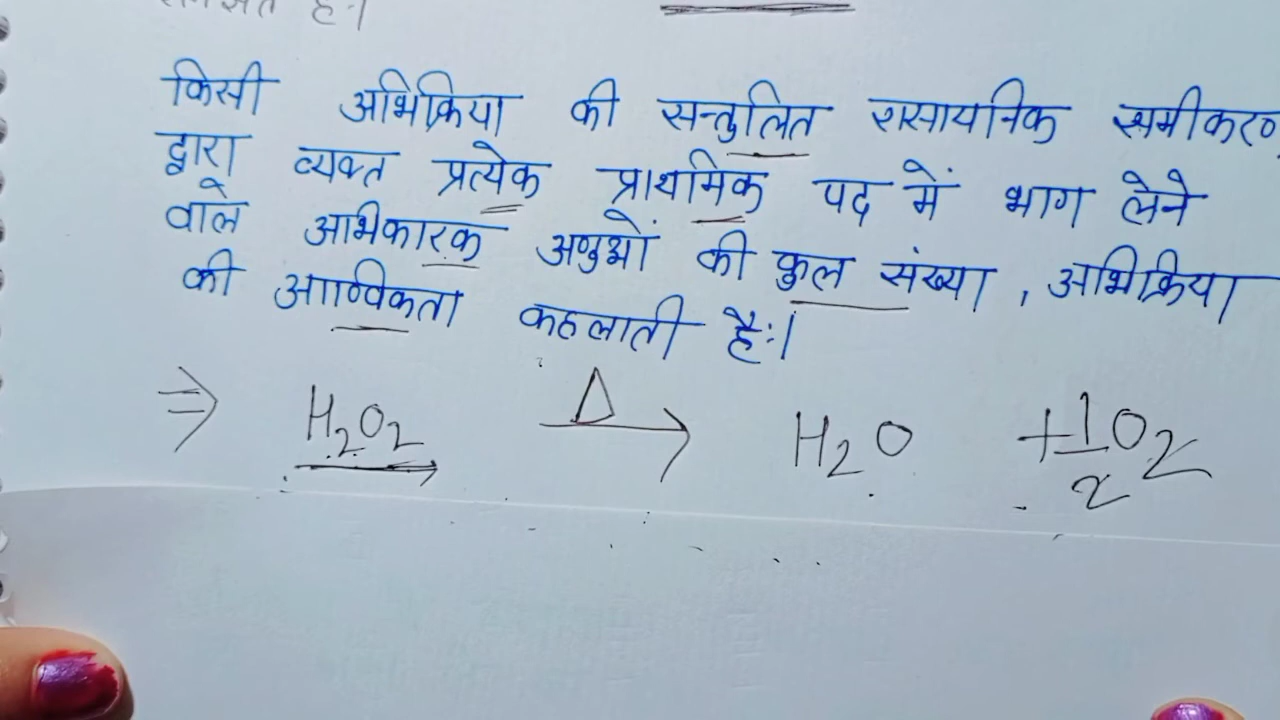 किसी अभिक्रिया की सन्तुलित रासायनिक समीकरण
द्वारा व्यक्त प्रत्येक प्राथमिक पद में भाग लेने
वाले अभिकारक अणुओं की कुल संख्या , अभिक्रिया
की आण्विकता कहलाती है।
⇒ H₂O₂ —Δ→ H₂O + 1/2 O₂